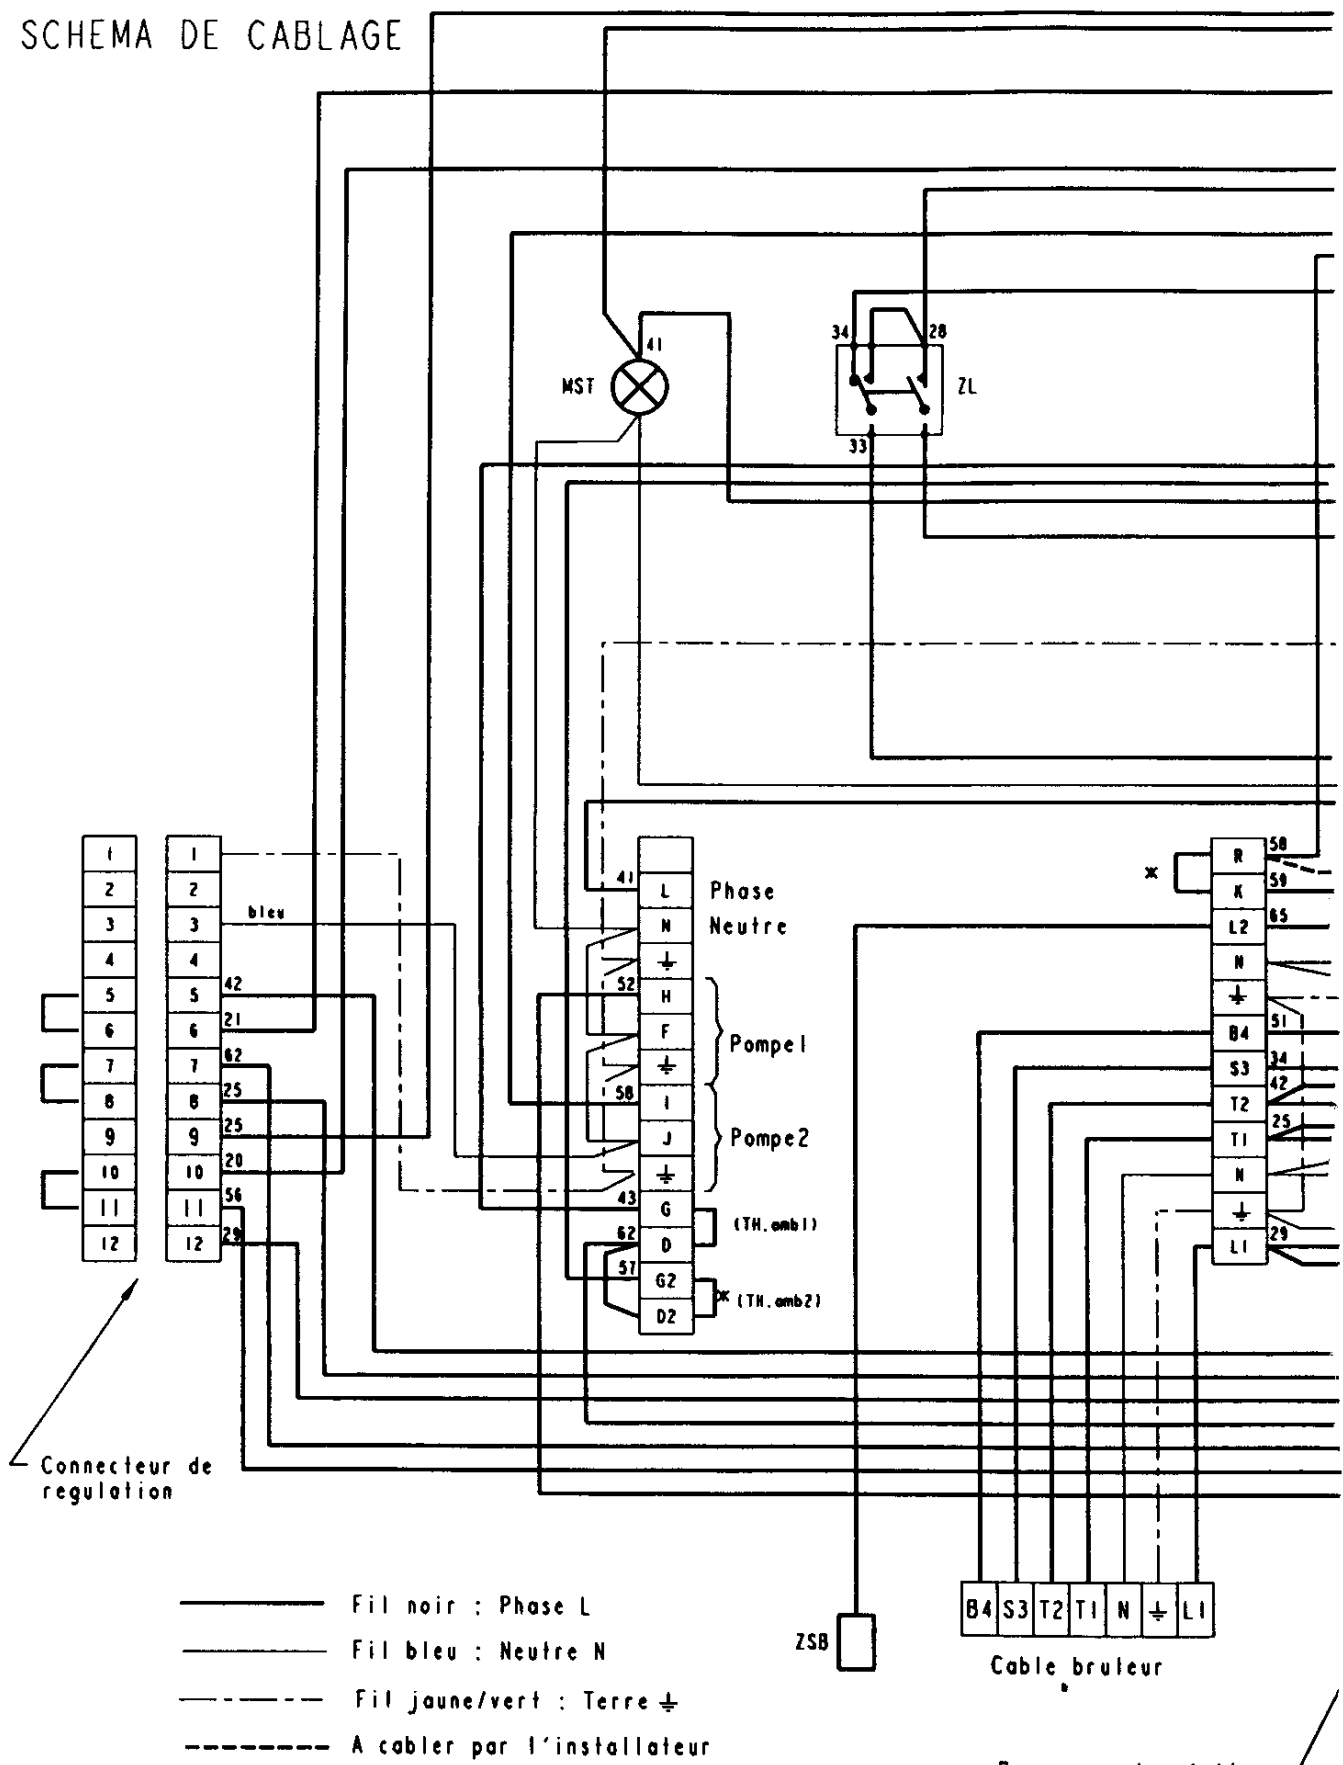 SCHEMA DE CABLAGE
34
28
41
MST
ZL
33
1 1
2 2
3 3 bleu
4 4
5 5 42
6 6 21
7 7 62
8 8 25
9 9 25
10 10 20
11 11 56
12 12 29
41 L Phase
N Neutre
⏚
52 H
F Pompe1
⏚
58 I
J Pompe2
⏚
43 G (TH.amb1)
62 D
57 G2 * (TH.amb2)
D2
* R 58
K 59
L2 65
N
⏚
B4 51
S3 34
T2 42
T1 25
N
⏚
L1 29
Connecteur de
regulation
Fil noir : Phase L
Fil bleu : Neutre N
Fil jaune/vert : Terre ⏚
A cabler par l'installateur
ZSB
B4 S3 T2 T1 N ⏚ L1
Cable bruleur